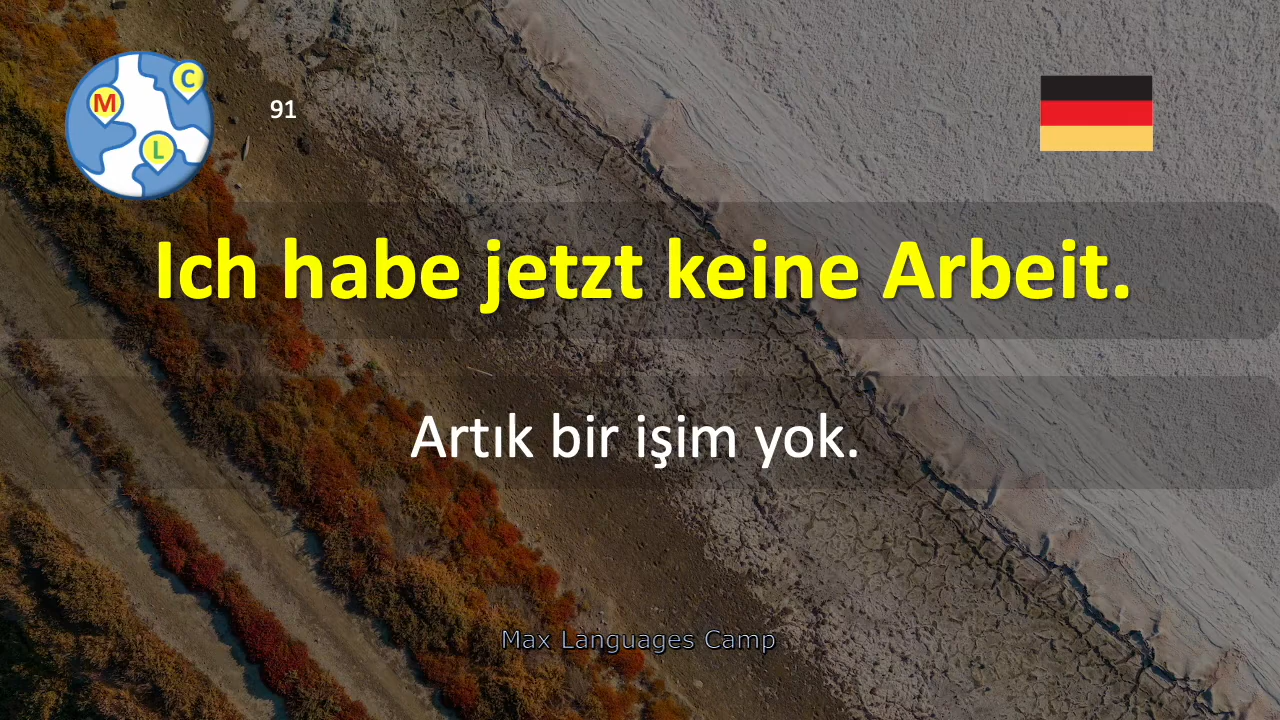 C
M
L
91
Ich habe jetzt keine Arbeit.
Artık bir işim yok.
Max Languages Camp